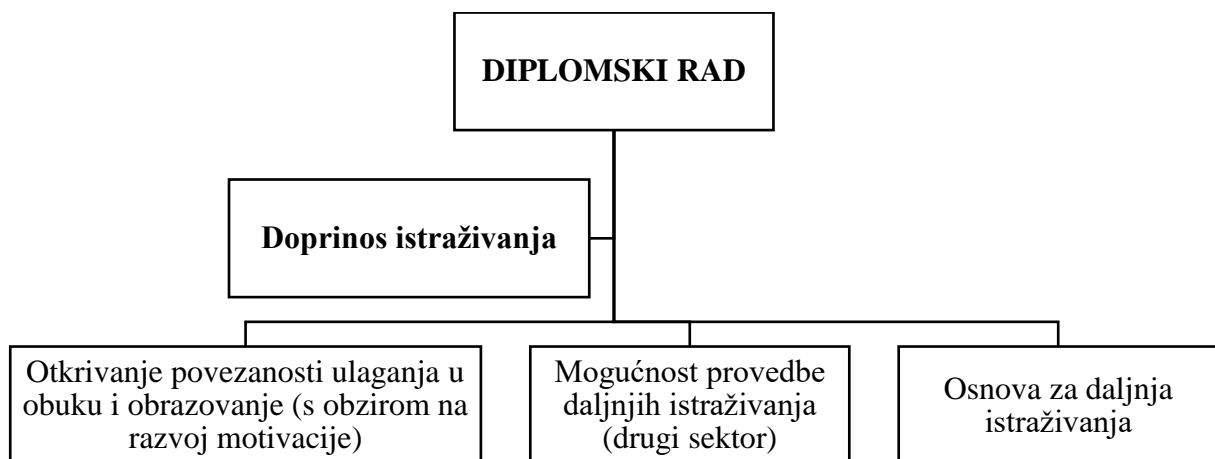 DIPLOMSKI RAD
Doprinos istraživanja
Otkrivanje povezanosti ulaganja u
obuku i obrazovanje (s obzirom na
razvoj motivacije)
Mogućnost provedbe
daljnjih istraživanja
(drugi sektor)
Osnova za daljnja
istraživanja